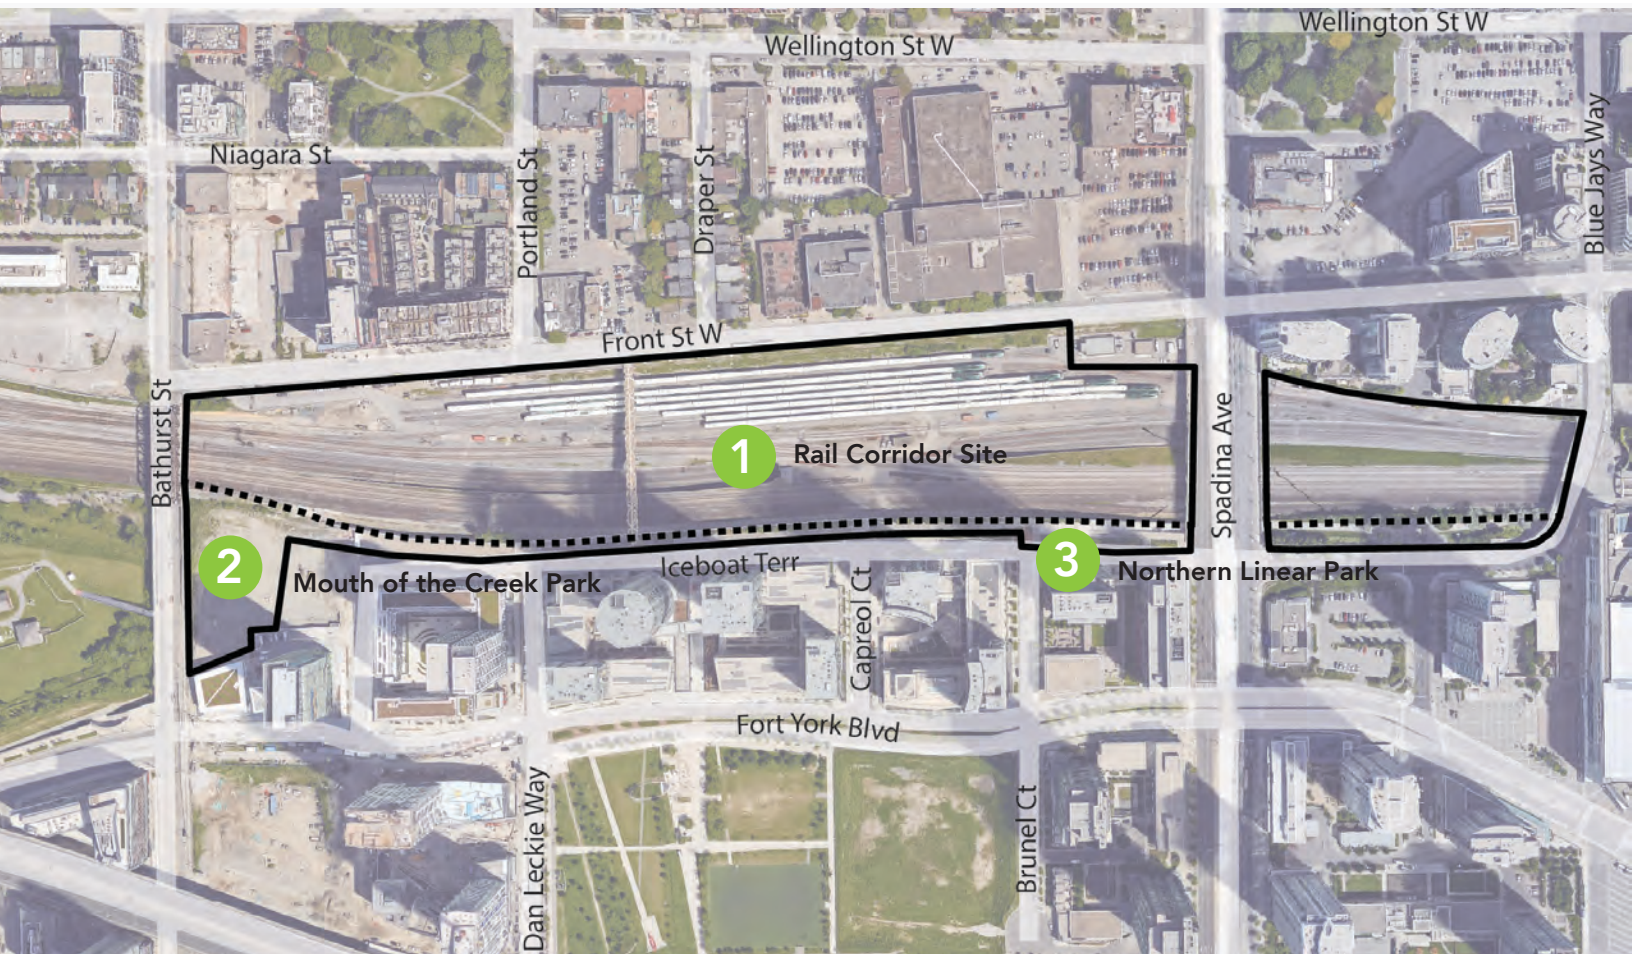 Wellington St W
Wellington St W
Niagara St
Portland St
Draper St
Blue Jays Way
Front St W
Bathurst St
Spadina Ave
1
Rail Corridor Site
2
Mouth of the Creek Park
3
Northern Linear Park
Iceboat Terr
Capreol Ct
Fort York Blvd
Dan Leckie Way
Brunel Ct